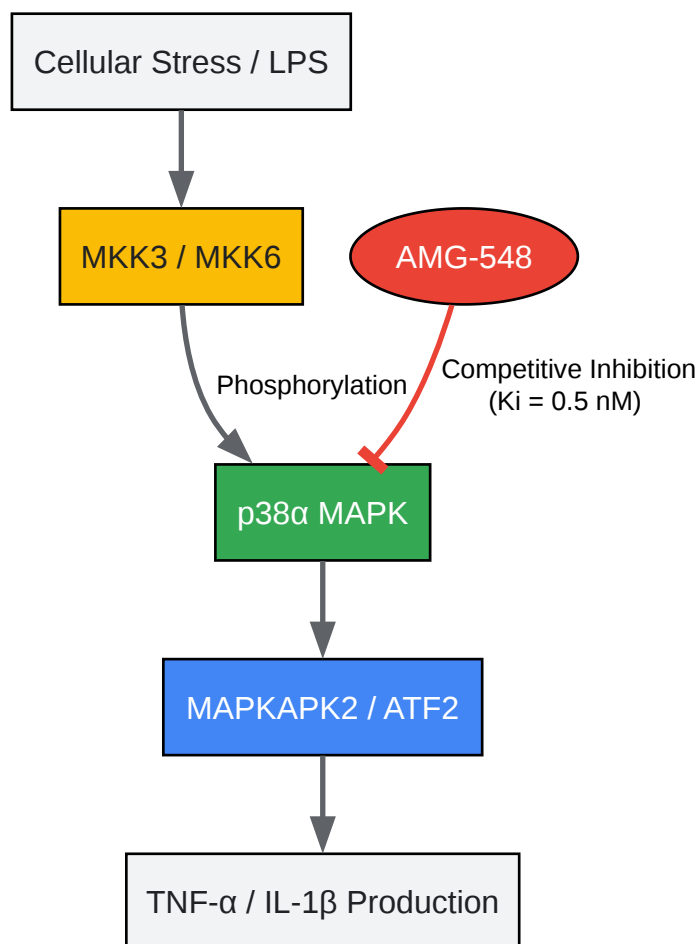 Cellular Stress / LPS
MKK3 / MKK6
AMG-548
Phosphorylation
Competitive Inhibition
(Ki = 0.5 nM)
p38α MAPK
MAPKAPK2 / ATF2
TNF-α / IL-1β Production